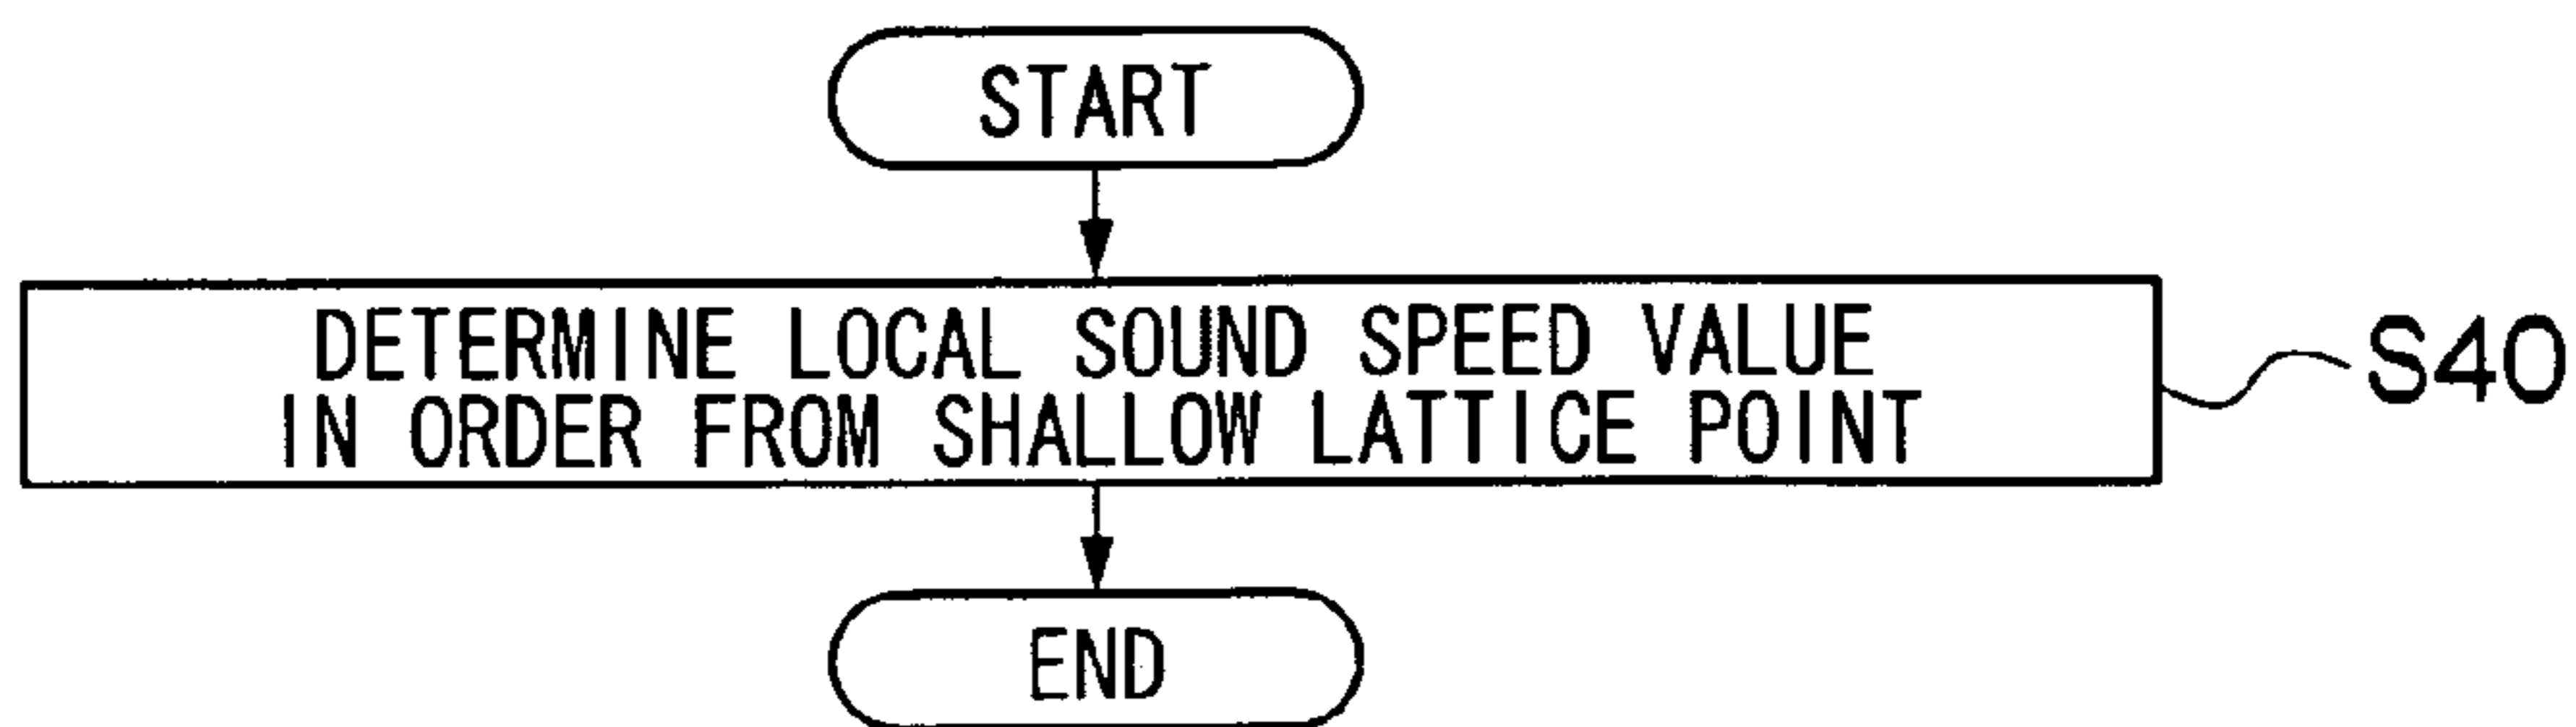 START
DETERMINE LOCAL SOUND SPEED VALUE
IN ORDER FROM SHALLOW LATTICE POINT
S40
END